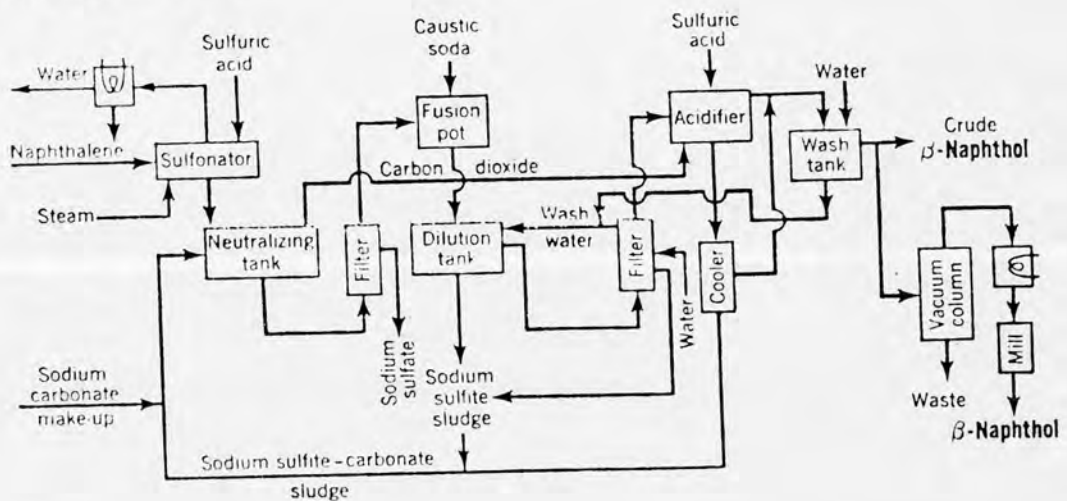 Sulfuric
acid
Water
Naphthalene
Sulfonator
Steam
Neutralizing
tank
Sodium
carbonate
make-up
Caustic
soda
Fusion
pot
Carbon dioxide
Filter
Sodium
sulfate
Dilution
tank
Wash
water
Filter
Water
Sodium
sulfite
sludge
Sodium sulfite-carbonate
sludge
Sulfuric
acid
Acidifier
Cooler
Water
Wash
tank
Crude
β-Naphthol
Vacuum
column
Waste
Mill
β-Naphthol